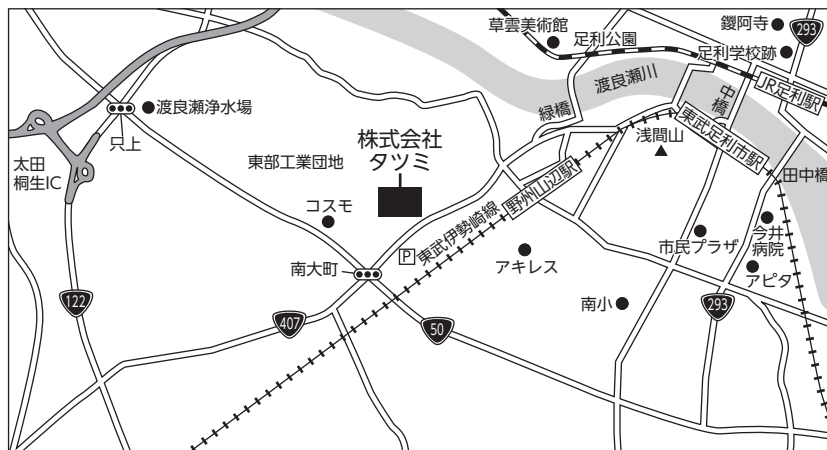 草雲美術館
足利公園
鑁阿寺
293
足利学校跡
渡良瀬川
中橋
JR足利駅
渡良瀬浄水場
緑橋
只上
株式会社
タツミ
浅間山
東武足利市駅
太田
桐生IC
東部工業団地
田中橋
野州山辺駅
コスモ
東武伊勢崎線
今井
病院
市民プラザ
P
アキレス
アピタ
南大町
122
南小
293
407
50